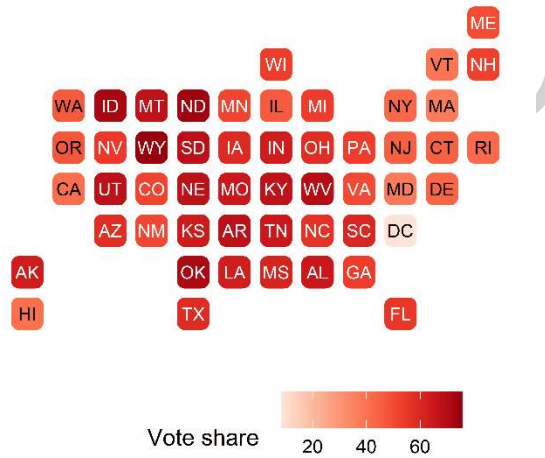 ME
WI VT NH
WA ID MT ND MN IL MI NY MA
OR NV WY SD IA IN OH PA NJ CT RI
CA UT CO NE MO KY WV VA MD DE
AZ NM KS AR TN NC SC DC
AK OK LA MS AL GA
HI TX FL
Vote share
20 40 60